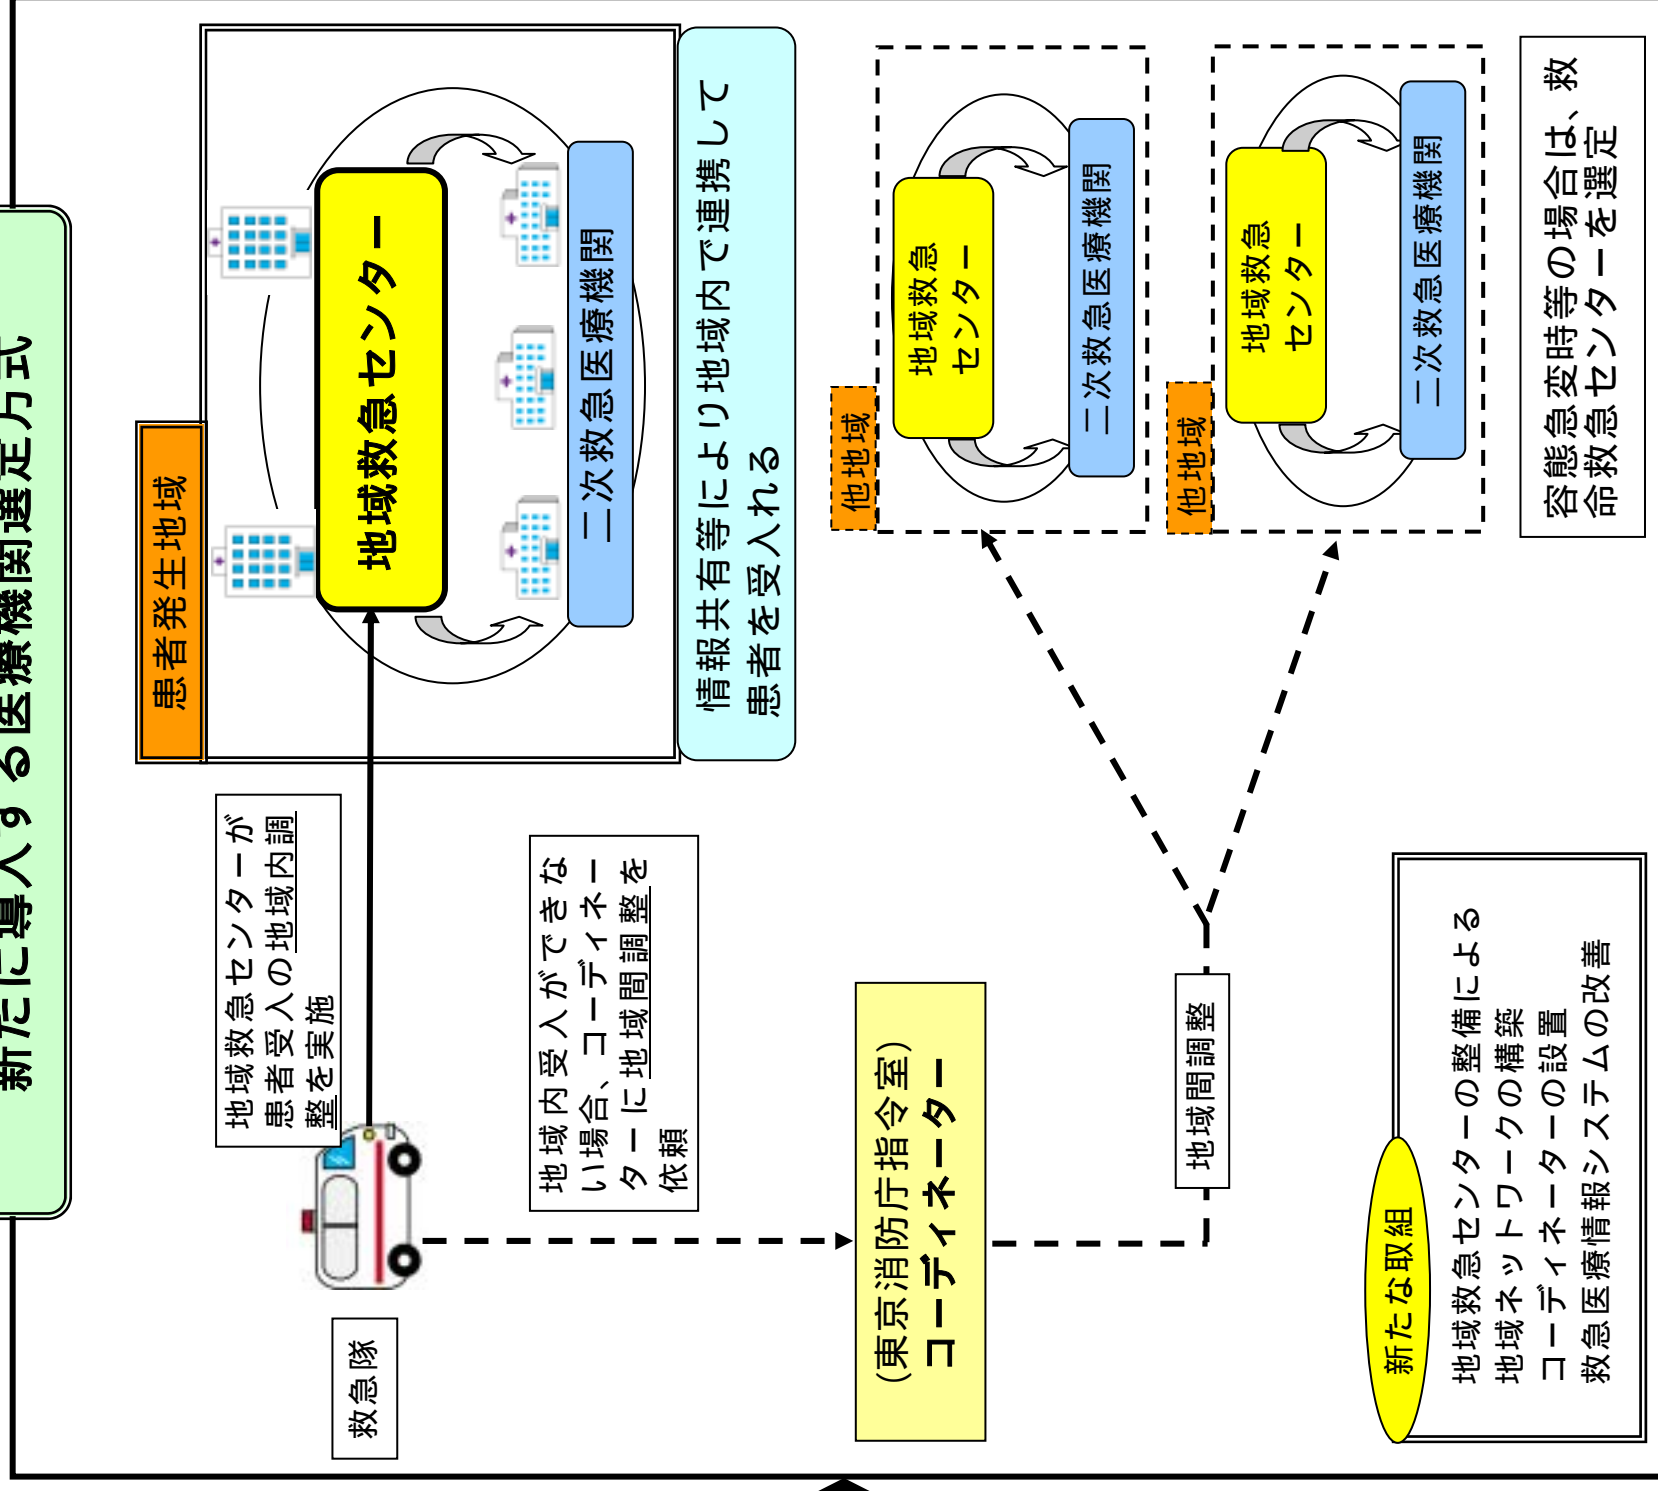 新たに導入する医療機関選定方式
患者発生地域
地域救急センター
二次救急医療機関
情報共有等により地域内で連携して
患者を受入れる
地域救急センターが
患者受入の地域内調
整を実施
救急隊
地域内受入ができな
い場合、コーディネー
ターに地域間調整を
依頼
(東京消防庁指令室)
コーディネーター
地域間調整
他地域
地域救急
センター
二次救急医療機関
他地域
地域救急
センター
二次救急医療機関
容態急変時等の場合は、救
命救急センターを選定
新たな取組
地域救急センターの整備による
地域ネットワークの構築
コーディネーターの設置
救急医療情報システムの改善